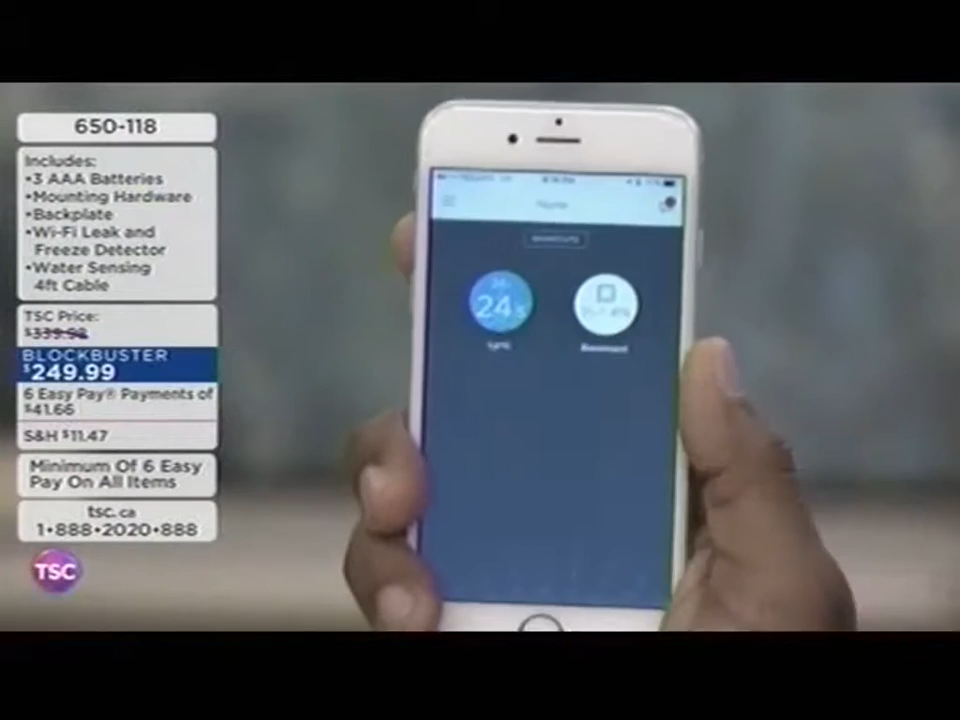 650-118
Includes:
•3 AAA Batteries
•Mounting Hardware
•Backplate
•Wi-Fi Leak and
Freeze Detector
•Water Sensing
4ft Cable
TSC Price:
$339.98
BLOCKBUSTER
$249.99
6 Easy Pay® Payments of
$41.66
S&H $11.47
Minimum Of 6 Easy
Pay On All Items
tsc.ca
1•888•2020•888
TSC
Home
24.5
Basement